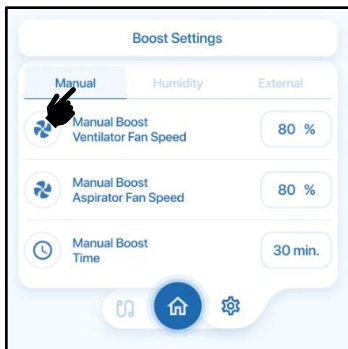 Boost Settings
Manual Humidity External
Manual Boost
Ventilator Fan Speed
80 %
Manual Boost
Aspirator Fan Speed
80 %
Manual Boost
Time
30 min.